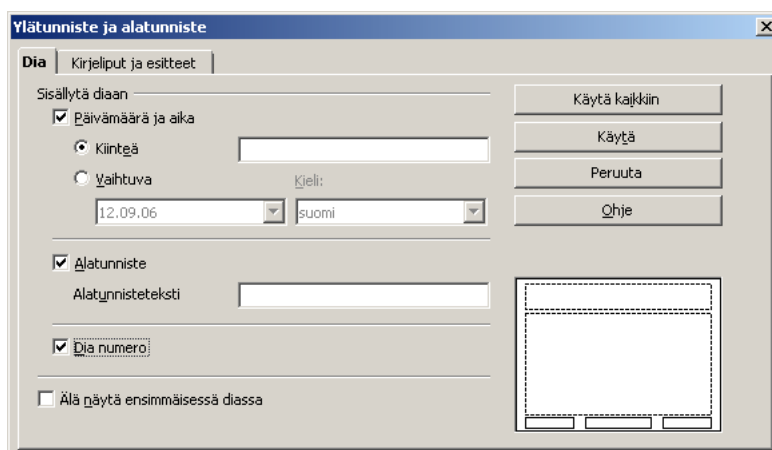 Ylätunniste ja alatunniste
Dia
Kirjeliput ja esitteet
Sisällytä diaan
Päivämäärä ja aika
Kiinteä
Vaihtuva
Kieli:
12.09.06
suomi
Alatunniste
Alatunnisteteksti
Dia numero
Älä näytä ensimmäisessä diassa
Käytä kaikkiin
Käytä
Peruuta
Ohje